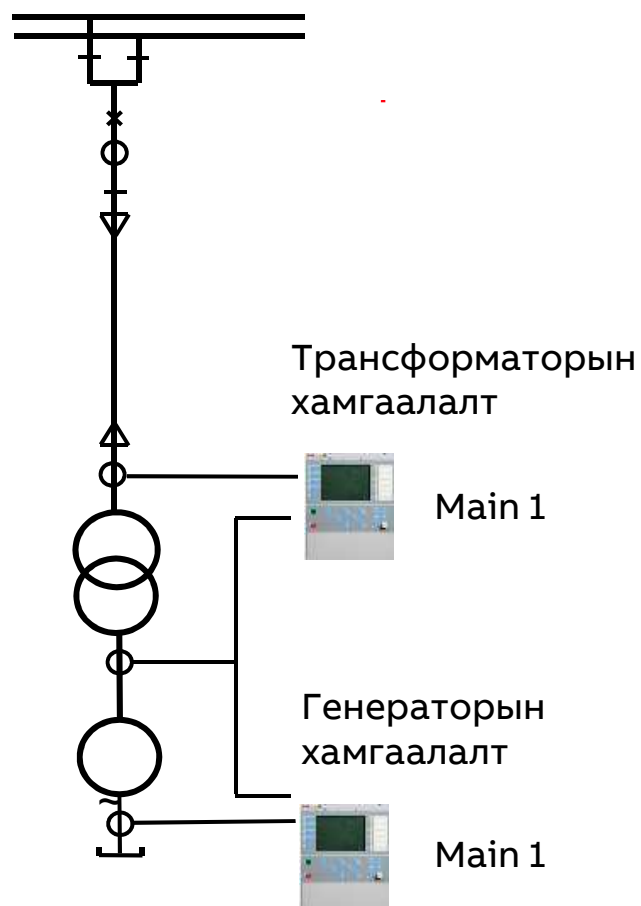 Трансформаторын
хамгаалалт
Main 1
Генераторын
хамгаалалт
~
Main 1